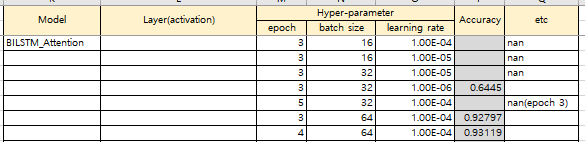 Model Layer(activation) Hyper-parameter Accuracy etc
epoch batch size learning rate
BILSTM_Attention 3 16 1.00E-04 nan
3 16 1.00E-05 nan
3 32 1.00E-05 nan
3 32 1.00E-06 0.6445
5 32 1.00E-04 nan(epoch 3)
3 64 1.00E-04 0.92797
4 64 1.00E-04 0.93119